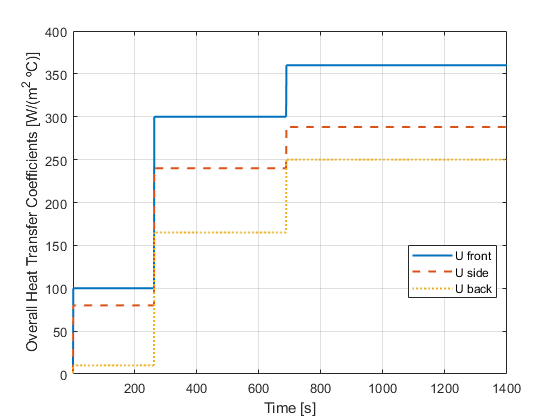 Overall Heat Transfer Coefficients [W/(m² ºC)]
400
350
300
250
200
150
100
50
0
U front
U side
U back
200 400 600 800 1000 1200 1400
Time [s]